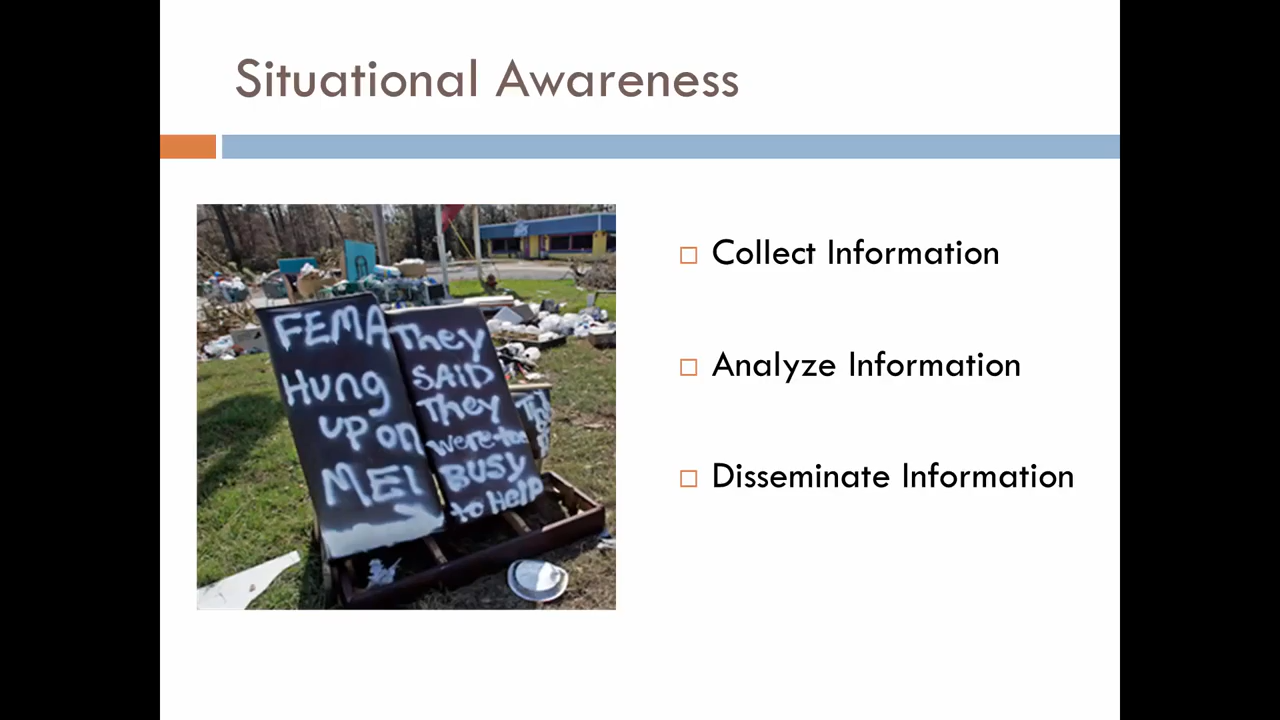 Situational Awareness
FEMA
Hung
up on
ME!
They
SAID
They
were too
BUSY
to Help
Collect Information
Analyze Information
Disseminate Information